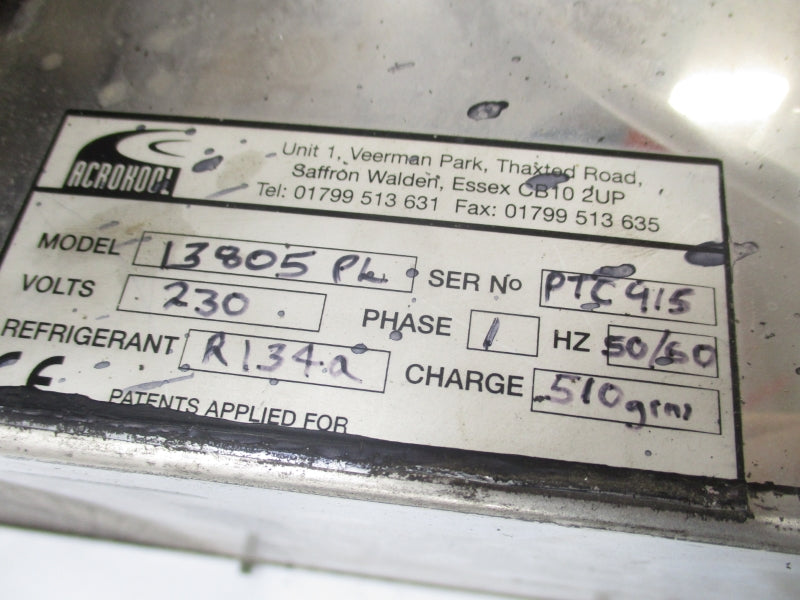 ACROKOOL
Unit 1, Veerman Park, Thaxted Road,
Saffron Walden, Essex CB10 2UP
Tel: 01799 513 631 Fax: 01799 513 635
MODEL 13805 PL SER Nº PTC 915
VOLTS 230 PHASE 1 HZ 50/60
REFRIGERANT R134a CHARGE 510grms
CE
PATENTS APPLIED FOR